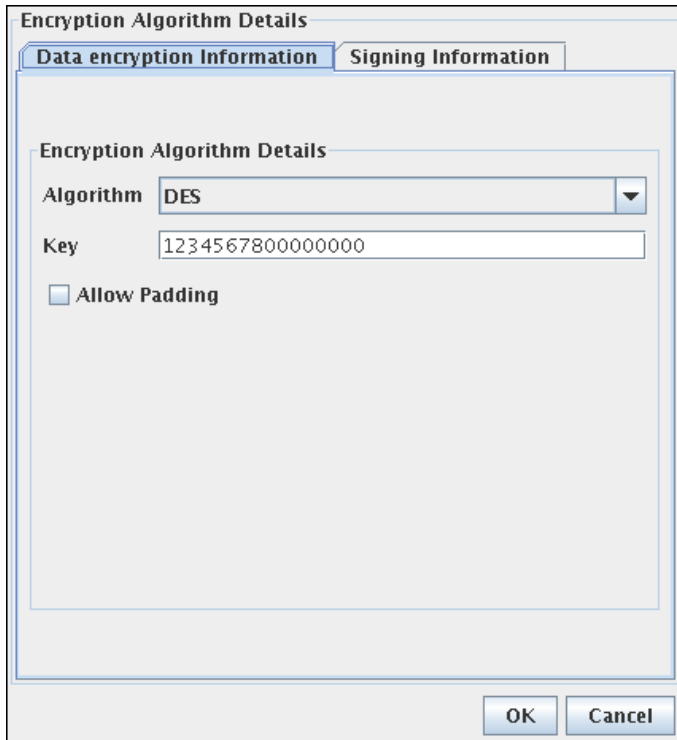 Encryption Algorithm Details
Data encryption Information Signing Information
Encryption Algorithm Details
Algorithm DES
Key 1234567800000000
Allow Padding
OK Cancel